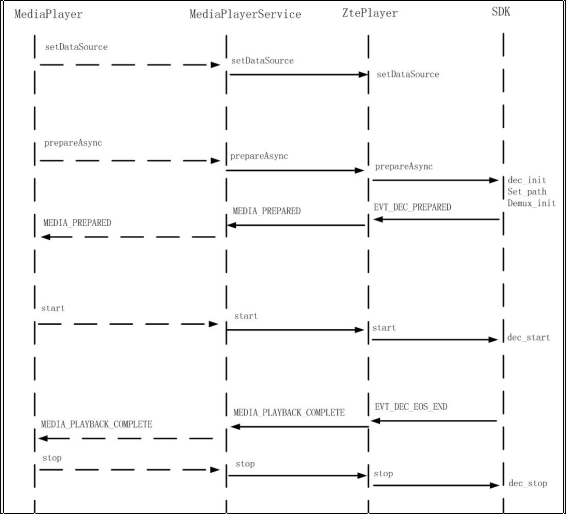 MediaPlayer MediaPlayerService ZtePlayer SDK
setDataSource
setDataSource
setDataSource
prepareAsync
prepareAsync
prepareAsync
dec_init
Set_path
Demux_init
EVT_DEC_PREPARED
MEDIA_PREPARED
MEDIA_PREPARED
start
start
start
dec_start
EVT_DEC_EOS_END
MEDIA_PLAYBACK_COMPLETE
MEDIA_PLAYBACK_COMPLETE
stop
stop
stop
dec_stop